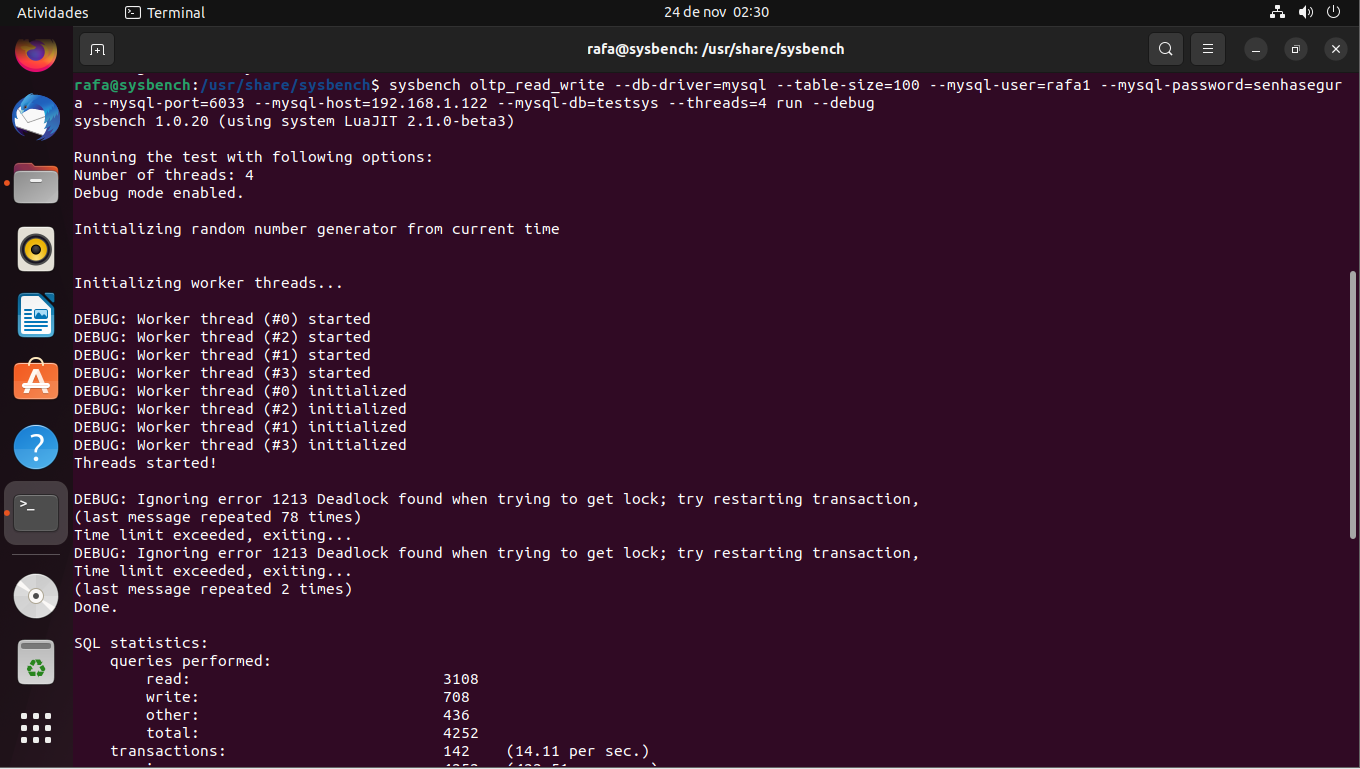 Atividades
Terminal
24 de nov 02:30
rafa@sysbench: /usr/share/sysbench
rafa@sysbench:/usr/share/sysbench$ sysbench oltp_read_write --db-driver=mysql --table-size=100 --mysql-user=rafa1 --mysql-password=senhasegur
a --mysql-port=6033 --mysql-host=192.168.1.122 --mysql-db=testsys --threads=4 run --debug
sysbench 1.0.20 (using system LuaJIT 2.1.0-beta3)
Running the test with following options:
Number of threads: 4
Debug mode enabled.
Initializing random number generator from current time
Initializing worker threads...
DEBUG: Worker thread (#0) started
DEBUG: Worker thread (#2) started
DEBUG: Worker thread (#1) started
DEBUG: Worker thread (#3) started
DEBUG: Worker thread (#0) initialized
DEBUG: Worker thread (#2) initialized
DEBUG: Worker thread (#1) initialized
DEBUG: Worker thread (#3) initialized
Threads started!
DEBUG: Ignoring error 1213 Deadlock found when trying to get lock; try restarting transaction,
(last message repeated 78 times)
Time limit exceeded, exiting...
DEBUG: Ignoring error 1213 Deadlock found when trying to get lock; try restarting transaction,
Time limit exceeded, exiting...
(last message repeated 2 times)
Done.
SQL statistics:
queries performed:
read: 3108
write: 708
other: 436
total: 4252
transactions: 142 (14.11 per sec.)